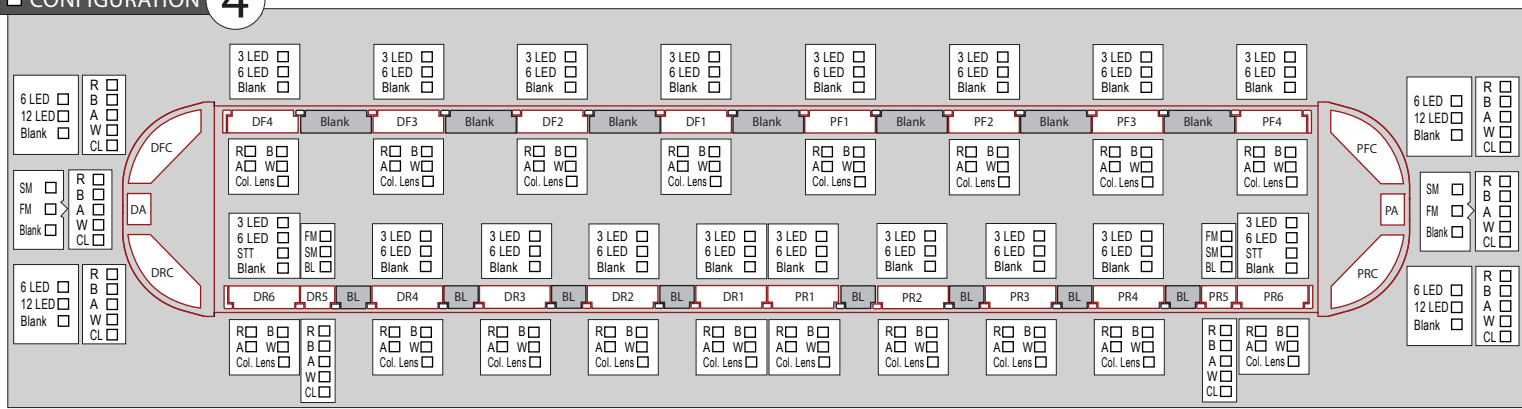 CONFIGURATION 4
3 LED 3 LED 3 LED 3 LED 3 LED 3 LED 3 LED 3 LED
6 LED 6 LED 6 LED 6 LED 6 LED 6 LED 6 LED 6 LED
Blank Blank Blank Blank Blank Blank Blank Blank
6 LED
12 LED
Blank
R
B
A
W
CL
DFC
DF4 Blank DF3 Blank DF2 Blank DF1 Blank PF1 Blank PF2 Blank PF3 Blank PF4
PFC
6 LED
12 LED
Blank
R
B
A
W
CL
R B R B R B R B R B R B R B R B
A W A W A W A W A W A W A W A W
Col. Lens Col. Lens Col. Lens Col. Lens Col. Lens Col. Lens Col. Lens Col. Lens
SM
FM
Blank
R
B
A
W
CL
DA
PA
SM
FM
Blank
R
B
A
W
CL
3 LED
6 LED
STT
Blank
FM
SM
BL
3 LED 3 LED 3 LED 3 LED 3 LED 3 LED 3 LED 3 LED
6 LED 6 LED 6 LED 6 LED 6 LED 6 LED 6 LED 6 LED
Blank Blank Blank Blank Blank Blank Blank Blank
FM
SM
BL
3 LED
6 LED
STT
Blank
6 LED
12 LED
Blank
R
B
A
W
CL
DRC
DR6 DR5 BL DR4 BL DR3 BL DR2 BL DR1 PR1 BL PR2 BL PR3 BL PR4 BL PR5 PR6
PRC
6 LED
12 LED
Blank
R
B
A
W
CL
R B
A W
Col. Lens
R
B
A
W
CL
R B R B R B R B R B R B R B R B
A W A W A W A W A W A W A W A W
Col. Lens Col. Lens Col. Lens Col. Lens Col. Lens Col. Lens Col. Lens Col. Lens
R
B
A
W
CL
R B
A W
Col. Lens